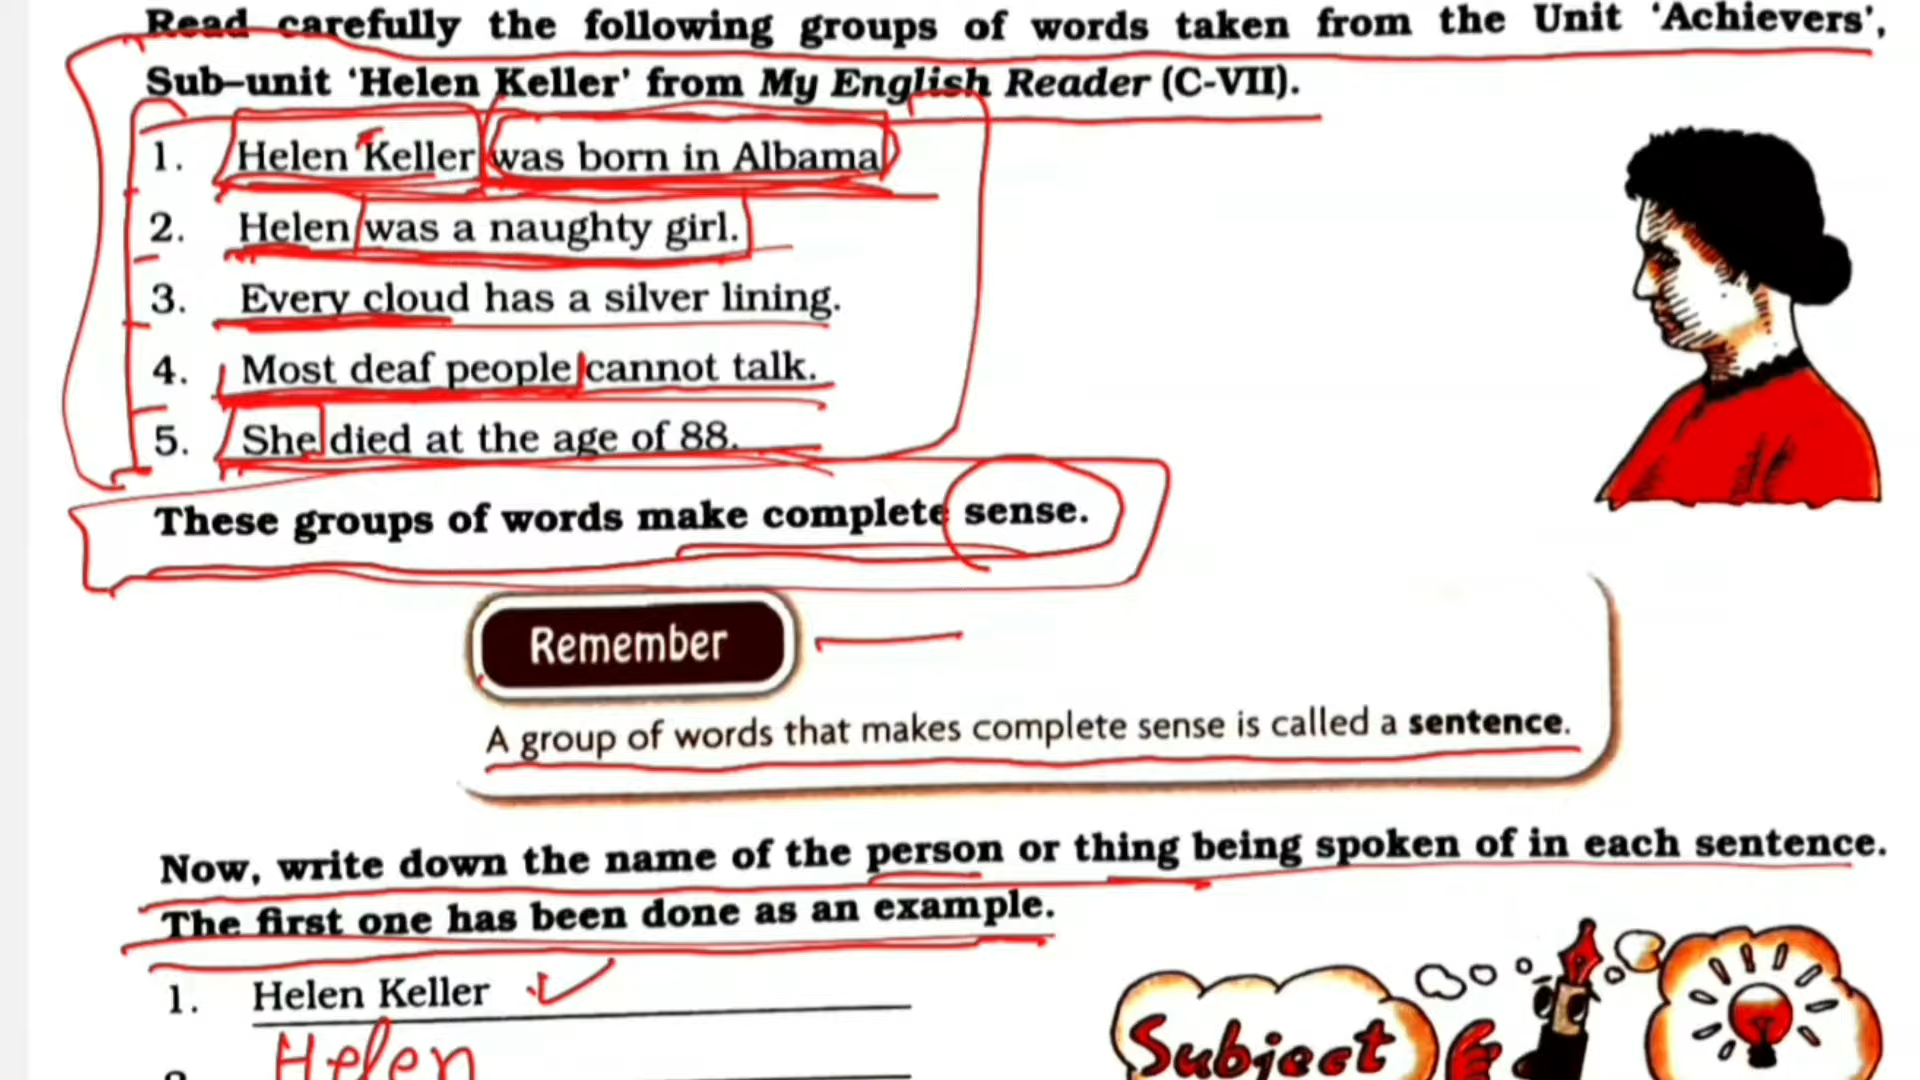 Read carefully the following groups of words taken from the Unit ‘Achievers’,
Sub-unit ‘Helen Keller’ from My English Reader (C-VII).
1. Helen Keller was born in Albama
2. Helen was a naughty girl.
3. Every cloud has a silver lining.
4. Most deaf people cannot talk.
5. She died at the age of 88.
These groups of words make complete sense.
Remember
A group of words that makes complete sense is called a sentence.
Now, write down the name of the person or thing being spoken of in each sentence.
The first one has been done as an example.
1. Helen Keller
Helen
Subject